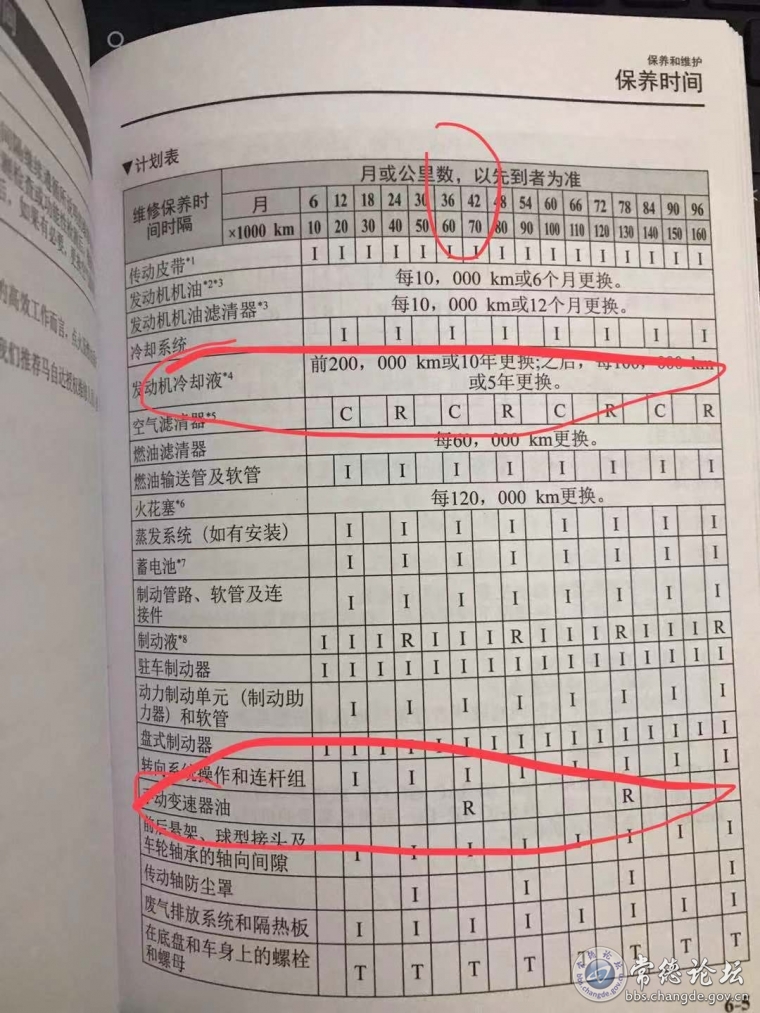 保养和维护
保养时间
▼计划表
维修保养时间时隔
月或公里数，以先到者为准
月 6 12 18 24 30 36 42 48 54 60 66 72 78 84 90 96
×1000 km 10 20 30 40 50 60 70 80 90 100 110 120 130 140 150 160
传动皮带*1 I I I I I I I I I I I I I I I I
发动机机油*2*3 每10，000 km或6个月更换。
发动机机油滤清器*3 每10，000 km或12个月更换。
冷却系统 I I I I I I I I
发动机冷却液*4 前200，000 km或10年更换;之后，每100，000 km
或5年更换。
空气滤清器*5 C R C R C R C R
燃油滤清器 每60，000 km更换。
燃油输送管及软管 I I I I I I I I
火花塞*6 每120，000 km更换。
蒸发系统（如有安装） I I I I I I I I
蓄电池*7 I I I I I I I I
制动管路、软管及连
接件 I I I I I I I I
制动液*8 I I I R I I I R I I I R I I I R
驻车制动器 I I I I I I I I I I I I I I I I
动力制动单元（制动助
力器）和软管 I I I I I I I I
盘式制动器 I I I I I I I I I I I I I I I I
转向系统操作和连杆组 I I I I I I I I
动变速器油 R R
前后悬架、球型接头及
车轮轴承的轴向间隙 I I I I I I I I
传动轴防尘罩 I I I I
废气排放系统和隔热板 I I I I I I I I
在底盘和车身上的螺栓
和螺母 T T T T T T T T
常德论坛
bbs.changde.gov.cn
6-5